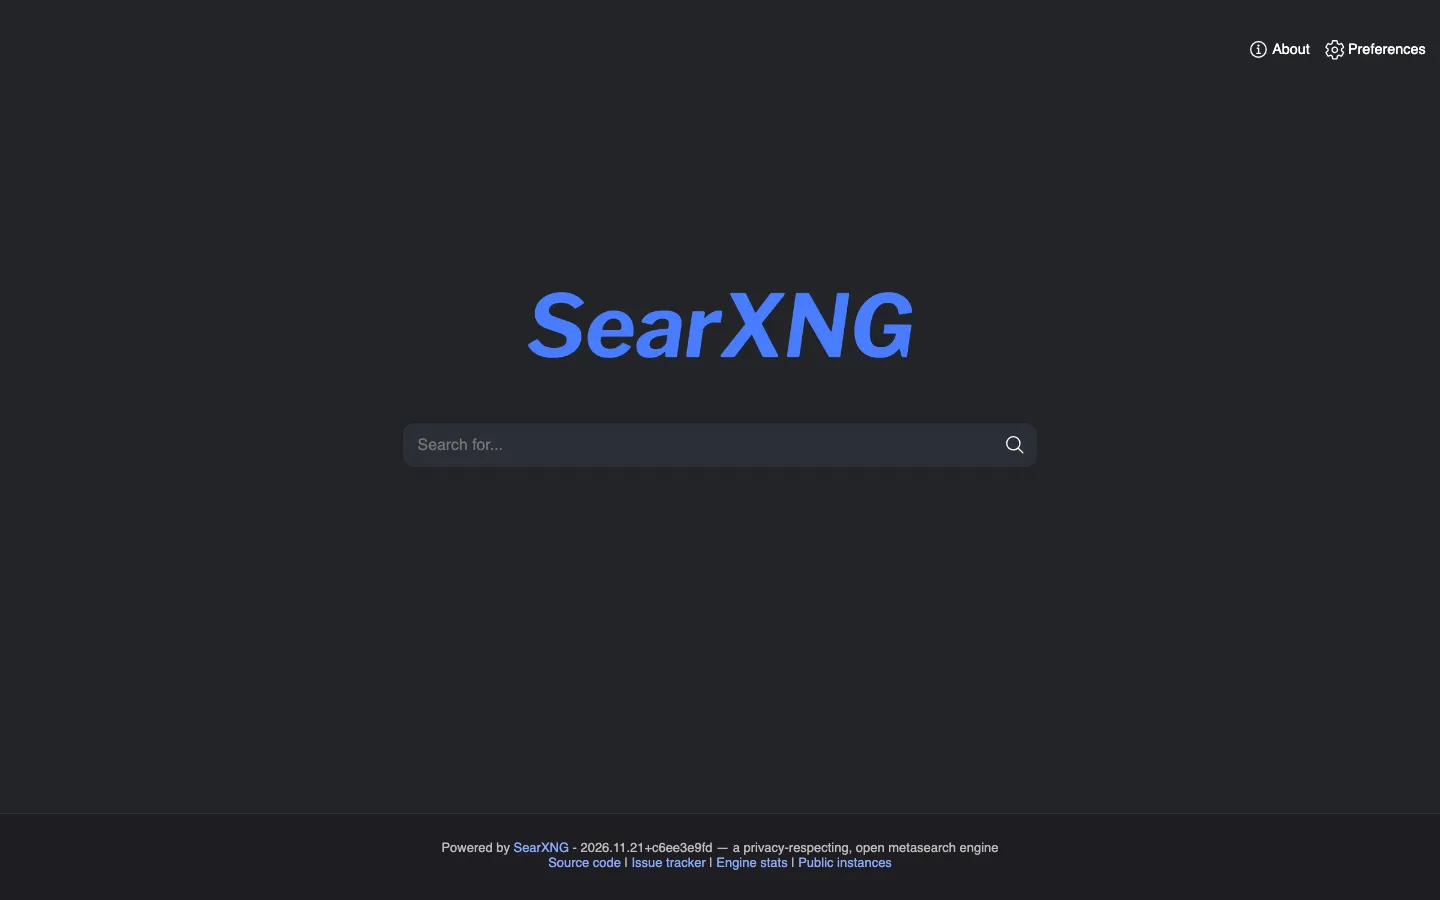 About Preferences
SearXNG
Search for...
Powered by SearXNG - 2026.11.21+c6ee3e9fd — a privacy-respecting, open metasearch engine
Source code | Issue tracker | Engine stats | Public instances